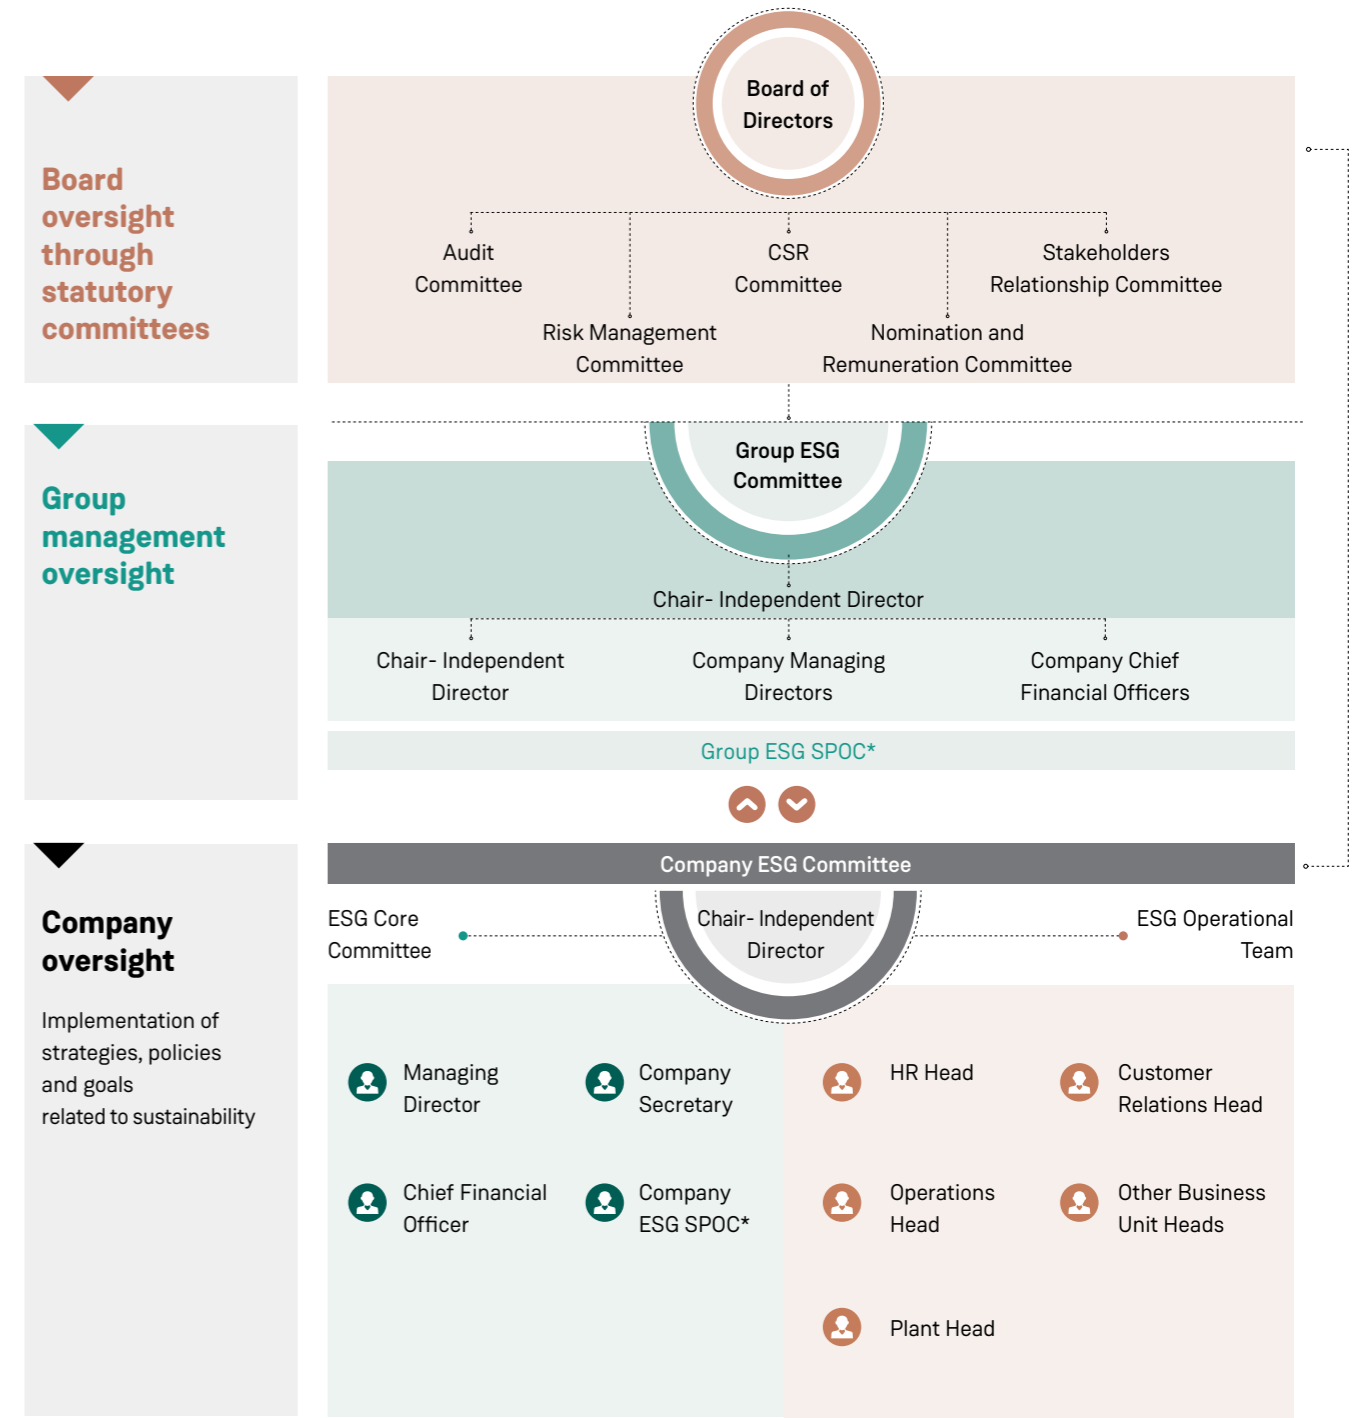 Board of
Directors
Board
oversight
through
statutory
committees
Audit
Committee
CSR
Committee
Stakeholders
Relationship Committee
Risk Management
Committee
Nomination and
Remuneration Committee
Group
management
oversight
Group ESG
Committee
Chair- Independent Director
Chair- Independent
Director
Company Managing
Directors
Company Chief
Financial Officers
Group ESG SPOC*
Company ESG Committee
Company
oversight
Implementation of
strategies, policies
and goals
related to sustainability
ESG Core
Committee
Chair- Independent
Director
ESG Operational
Team
Managing
Director
Company
Secretary
HR Head
Customer
Relations Head
Chief Financial
Officer
Company
ESG SPOC*
Operations
Head
Other Business
Unit Heads
Plant Head